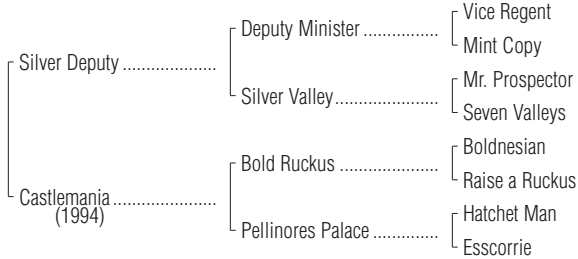 Vice Regent
Deputy Minister ................
Mint Copy
Silver Deputy ....................
Mr. Prospector
Silver Valley ......................
Seven Valleys
Boldnesian
Bold Ruckus .....................
Raise a Ruckus
Castlemania ......................
(1994)
Hatchet Man
Pellinores Palace ..............
Esscorrie